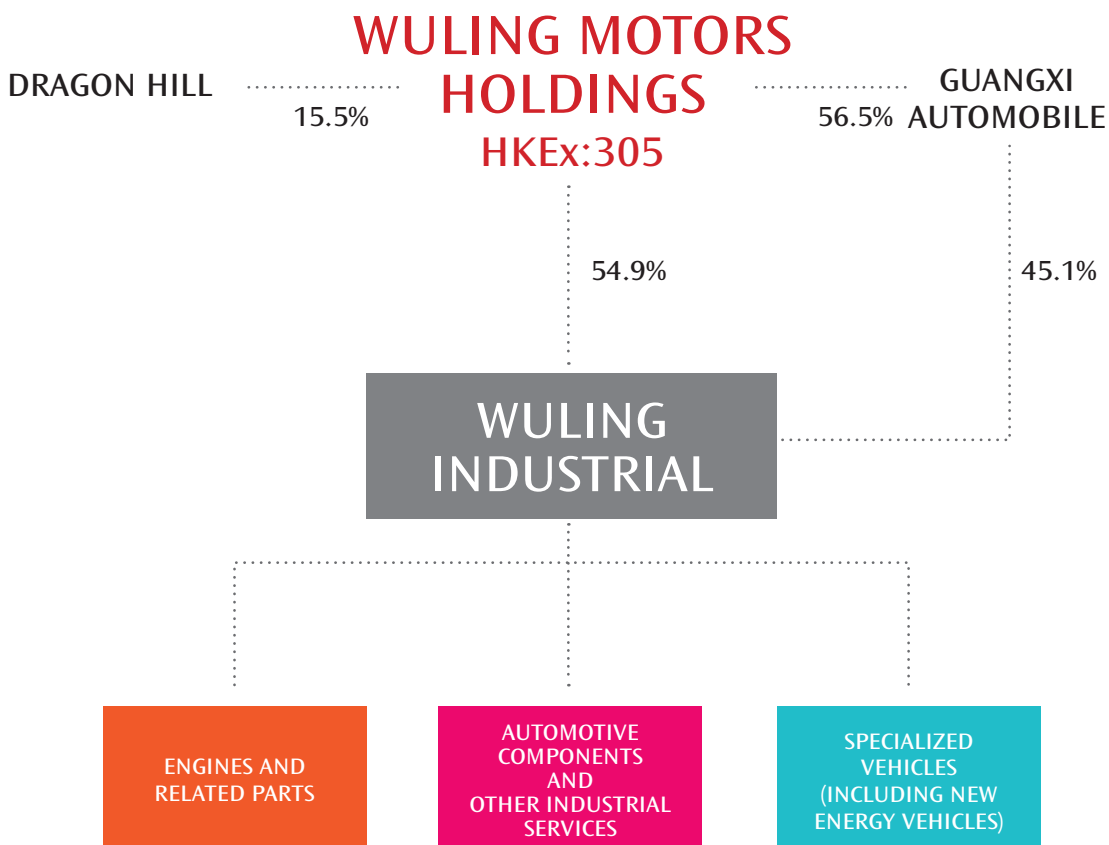 WULING MOTORS
HOLDINGS
HKEx:305
DRAGON HILL
15.5%
56.5%
GUANGXI
AUTOMOBILE
54.9%
45.1%
WULING
INDUSTRIAL
ENGINES AND
RELATED PARTS
AUTOMOTIVE
COMPONENTS
AND
OTHER INDUSTRIAL
SERVICES
SPECIALIZED
VEHICLES
(INCLUDING NEW
ENERGY VEHICLES)